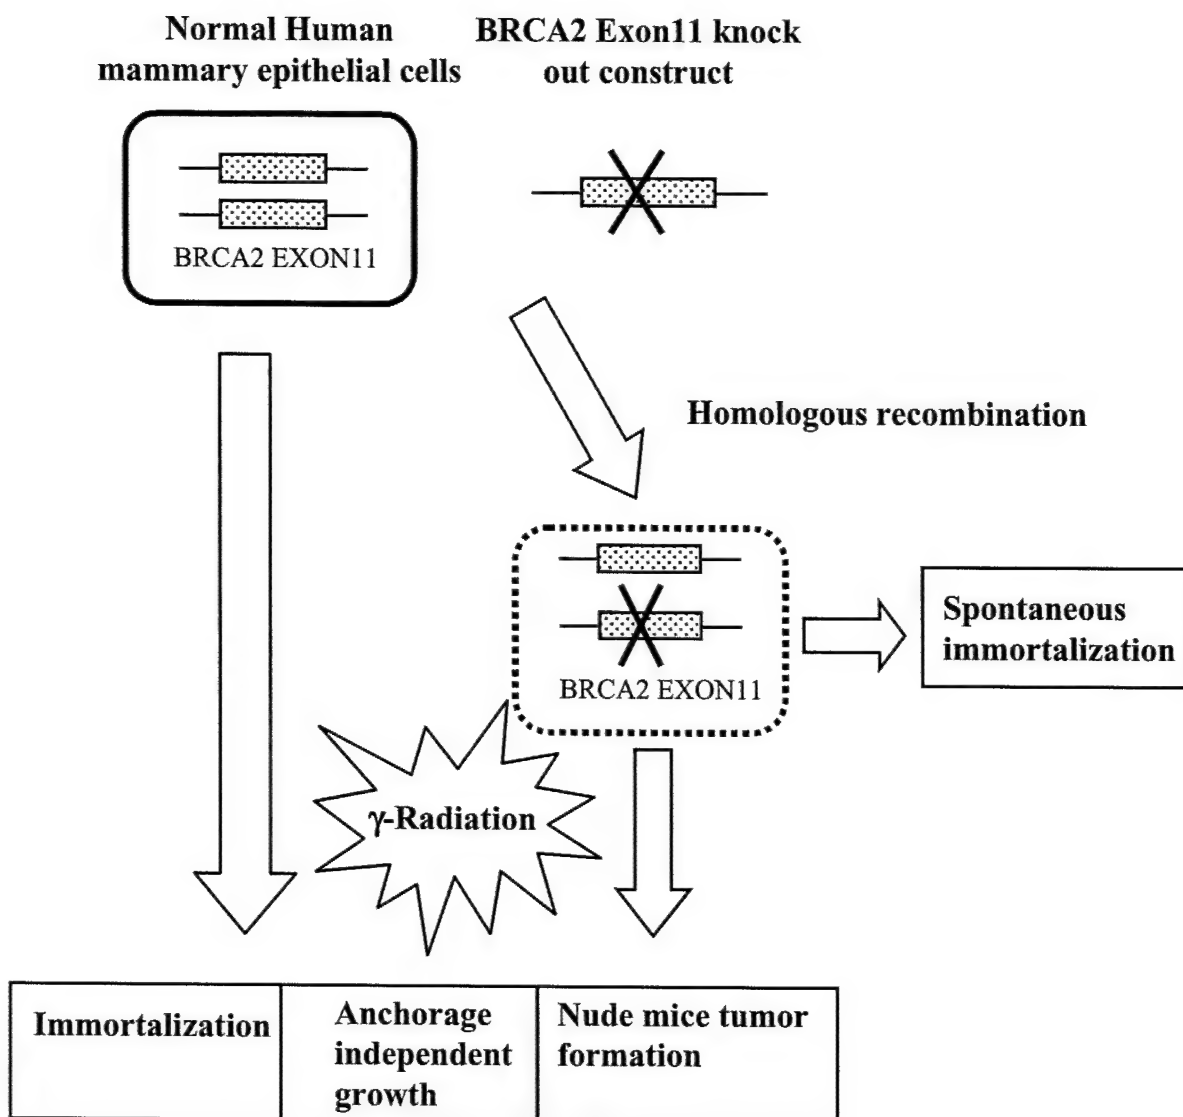 Normal Human
mammary epithelial cells
BRCA2 Exon11 knock
out construct
BRCA2 EXON11
Homologous recombination
BRCA2 EXON11
Spontaneous
immortalization
γ-Radiation
Immortalization
Anchorage
independent
growth
Nude mice tumor
formation